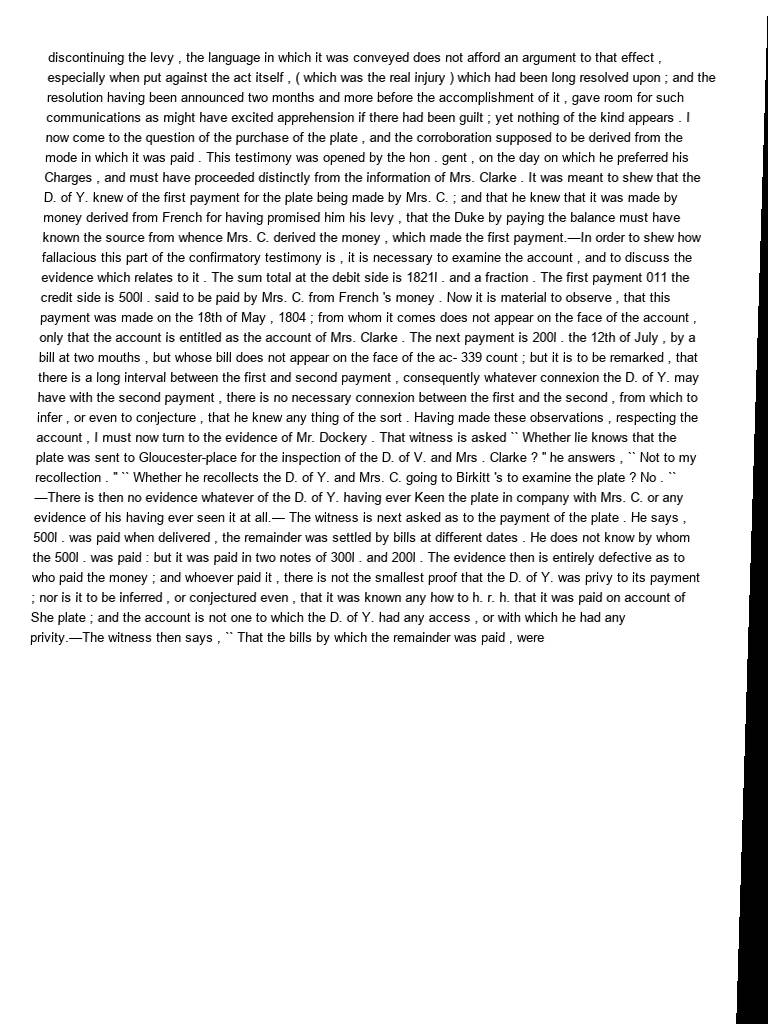 discontinuing the levy , the language in which it was conveyed does not afford an argument to that effect ,
especially when put against the act itself , ( which was the real injury ) which had been long resolved upon ; and the
resolution having been announced two months and more before the accomplishment of it , gave room for such
communications as might have excited apprehension if there had been guilt ; yet nothing of the kind appears . I
now come to the question of the purchase of the plate , and the corroboration supposed to be derived from the
mode in which it was paid . This testimony was opened by the hon . gent , on the day on which he preferred his
Charges , and must have proceeded distinctly from the information of Mrs. Clarke . It was meant to shew that the
D. of Y. knew of the first payment for the plate being made by Mrs. C. ; and that he knew that it was made by
money derived from French for having promised him his levy , that the Duke by paying the balance must have
known the source from whence Mrs. C. derived the money , which made the first payment.—In order to shew how
fallacious this part of the confirmatory testimony is , it is necessary to examine the account , and to discuss the
evidence which relates to it . The sum total at the debit side is 1821l . and a fraction . The first payment 011 the
credit side is 500l . said to be paid by Mrs. C. from French 's money . Now it is material to observe , that this
payment was made on the 18th of May , 1804 ; from whom it comes does not appear on the face of the account ,
only that the account is entitled as the account of Mrs. Clarke . The next payment is 200l . the 12th of July , by a
bill at two mouths , but whose bill does not appear on the face of the ac- 339 count ; but it is to be remarked , that
there is a long interval between the first and second payment , consequently whatever connexion the D. of Y. may
have with the second payment , there is no necessary connexion between the first and the second , from which to
infer , or even to conjecture , that he knew any thing of the sort . Having made these observations , respecting the
account , I must now turn to the evidence of Mr. Dockery . That witness is asked `` Whether lie knows that the
plate was sent to Gloucester-place for the inspection of the D. of V. and Mrs . Clarke ? " he answers , `` Not to my
recollection . " `` Whether he recollects the D. of Y. and Mrs. C. going to Birkitt 's to examine the plate ? No . ``
—There is then no evidence whatever of the D. of Y. having ever Keen the plate in company with Mrs. C. or any
evidence of his having ever seen it at all.— The witness is next asked as to the payment of the plate . He says ,
500l . was paid when delivered , the remainder was settled by bills at different dates . He does not know by whom
the 500l . was paid : but it was paid in two notes of 300l . and 200l . The evidence then is entirely defective as to
who paid the money ; and whoever paid it , there is not the smallest proof that the D. of Y. was privy to its payment
; nor is it to be inferred , or conjectured even , that it was known any how to h. r. h. that it was paid on account of
She plate ; and the account is not one to which the D. of Y. had any access , or with which he had any
privity.—The witness then says , `` That the bills by which the remainder was paid , were